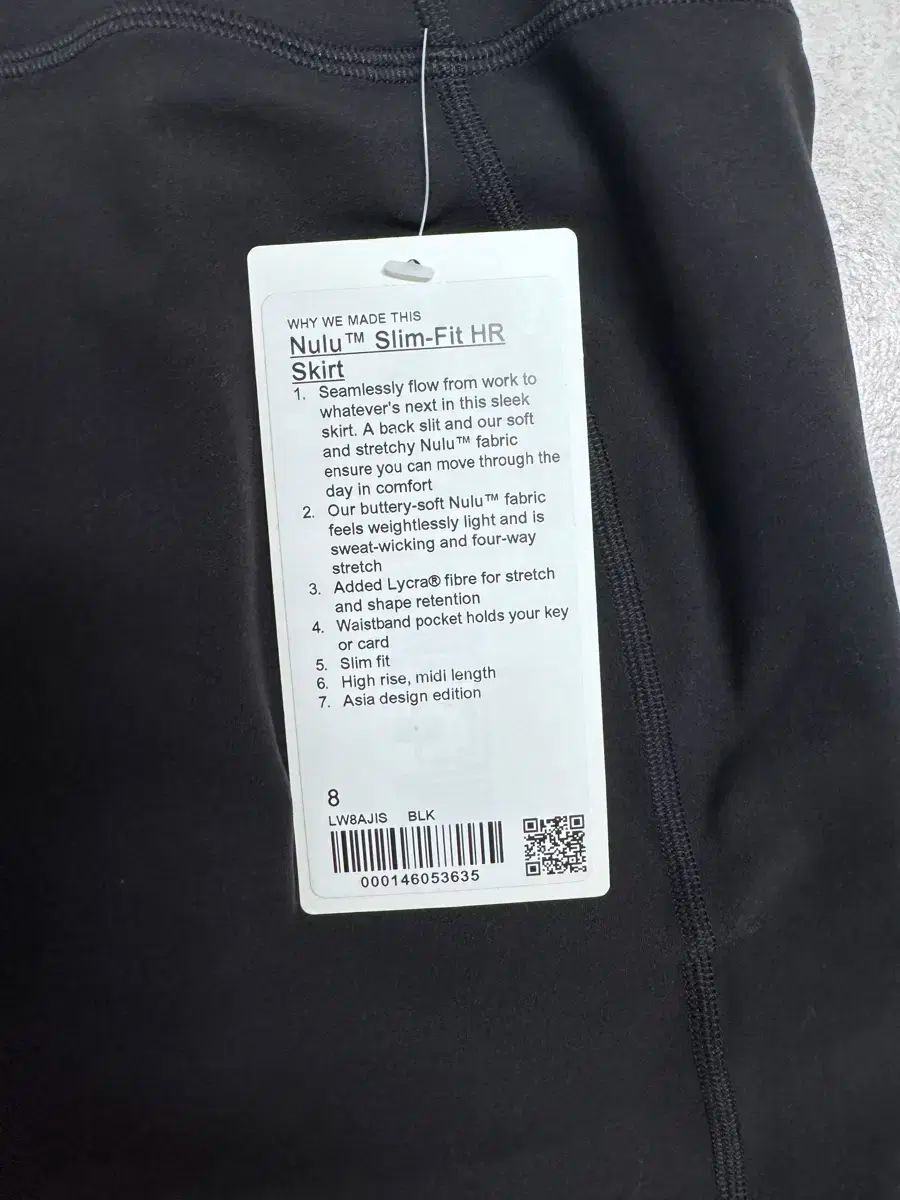 WHY WE MADE THIS
Nulu™ Slim-Fit HR
Skirt
1. Seamlessly flow from work to
whatever's next in this sleek
skirt. A back slit and our soft
and stretchy Nulu™ fabric
ensure you can move through the
day in comfort
2. Our buttery-soft Nulu™ fabric
feels weightlessly light and is
sweat-wicking and four-way
stretch
3. Added Lycra® fibre for stretch
and shape retention
4. Waistband pocket holds your key
or card
5. Slim fit
6. High rise, midi length
7. Asia design edition
8
LW8AJIS BLK
000146053635